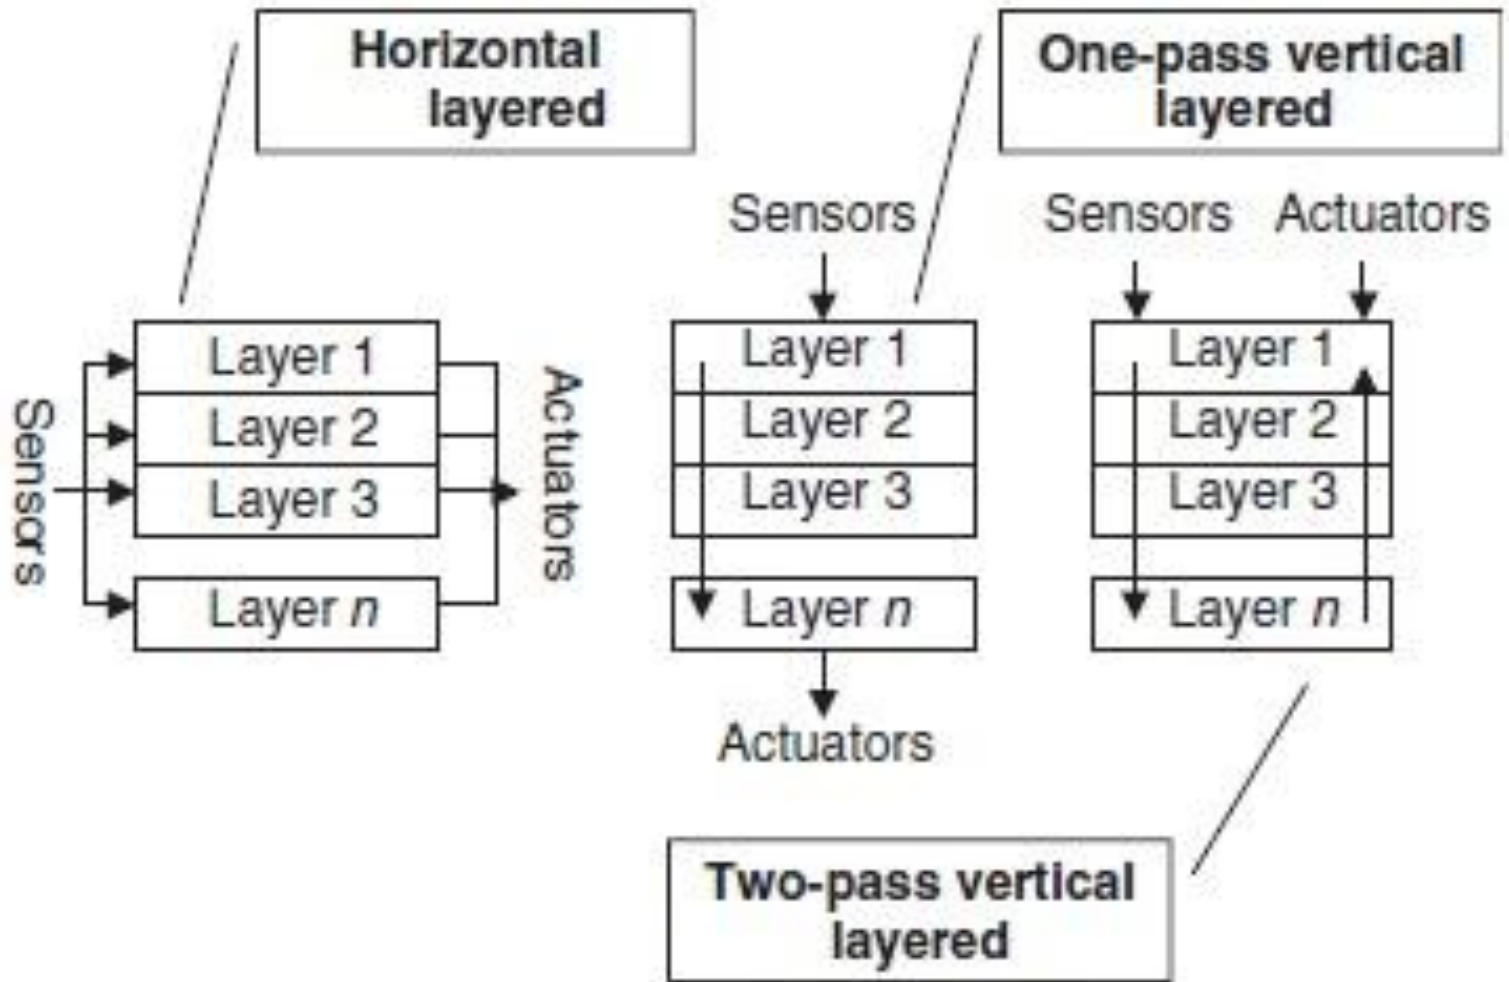 Horizontal
layered
One-pass vertical
layered
Sensors
Sensors
Actuators
Sensors
Layer 1
Layer 2
Layer 3
Layer n
Actuators
Layer 1
Layer 2
Layer 3
Layer n
Actuators
Layer 1
Layer 2
Layer 3
Layer n
Two-pass vertical
layered